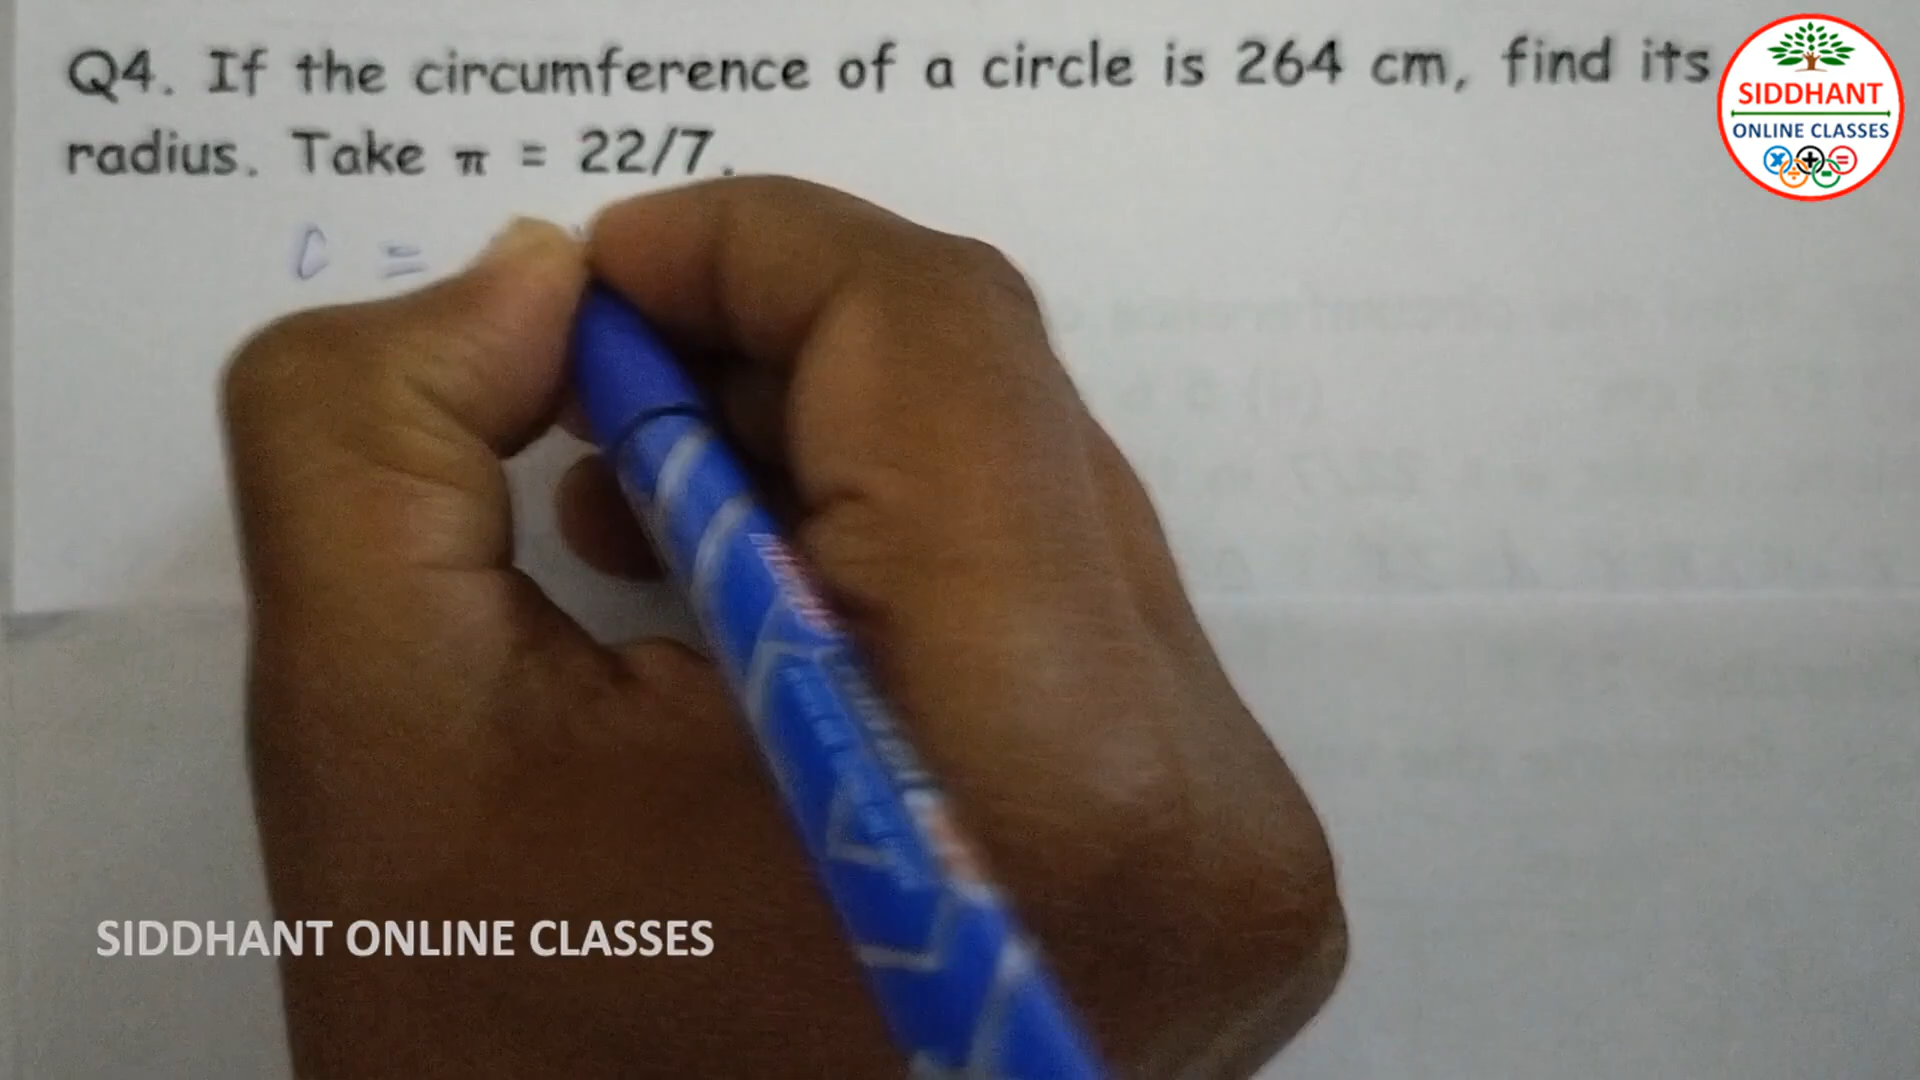 Q4. If the circumference of a circle is 264 cm, find its
radius. Take π = 22/7.
C =
SIDDHANT
ONLINE CLASSES
SIDDHANT ONLINE CLASSES